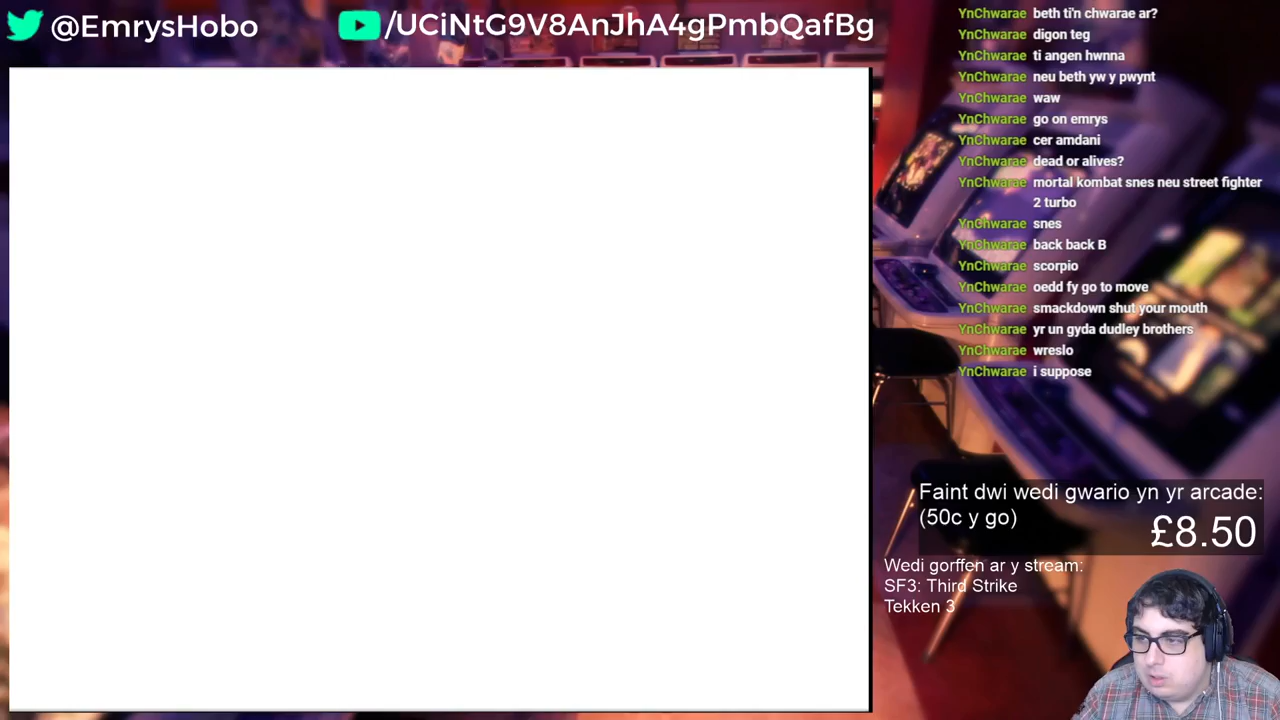 @EmrysHobo
/UCiNtG9V8AnJhA4gPmbQafBg
YnChwarae beth ti'n chwarae ar?
YnChwarae digon teg
YnChwarae ti angen hwnna
YnChwarae neu beth yw y pwynt
YnChwarae waw
YnChwarae go on emrys
YnChwarae cer amdani
YnChwarae dead or alives?
YnChwarae mortal kombat snes neu street fighter
2 turbo
YnChwarae snes
YnChwarae back back B
YnChwarae scorpio
YnChwarae oedd fy go to move
YnChwarae smackdown shut your mouth
YnChwarae yr un gyda dudley brothers
YnChwarae wreslo
YnChwarae i suppose
Faint dwi wedi gwario yn yr arcade:
(50c y go)
£8.50
Wedi gorffen ar y stream:
SF3: Third Strike
Tekken 3